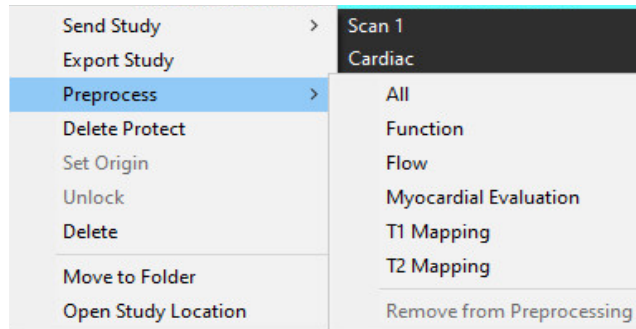 Send Study >
Export Study
Preprocess >
Delete Protect
Set Origin
Unlock
Delete
Move to Folder
Open Study Location
Scan 1
Cardiac
All
Function
Flow
Myocardial Evaluation
T1 Mapping
T2 Mapping
Remove from Preprocessing